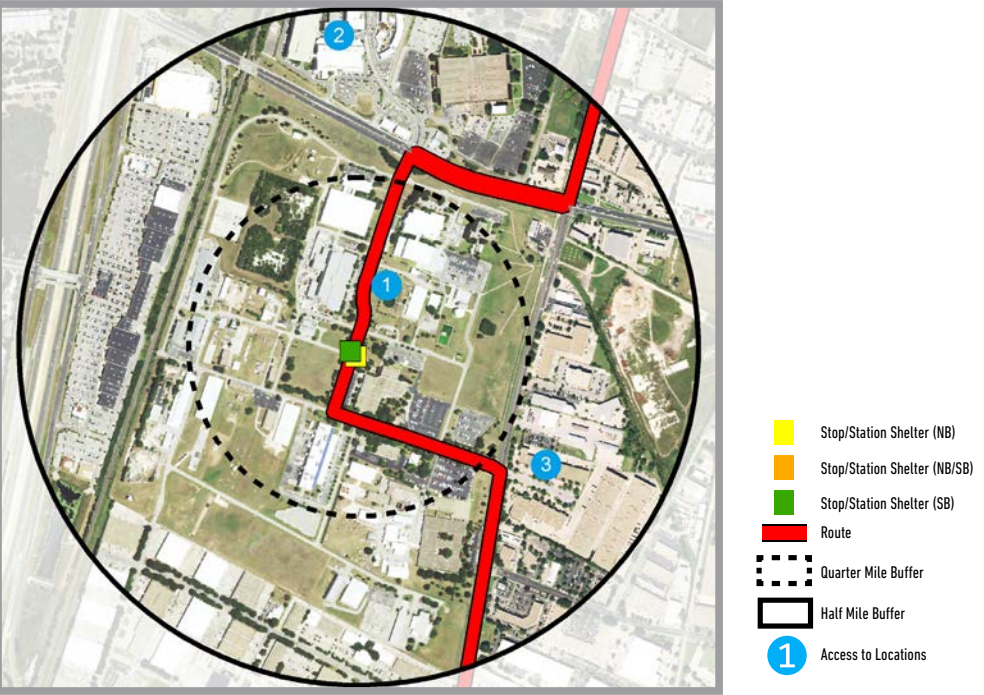 2
1
3
Stop/Station Shelter (NB)
Stop/Station Shelter (NB/SB)
Stop/Station Shelter (SB)
Route
Quarter Mile Buffer
Half Mile Buffer
1 Access to Locations